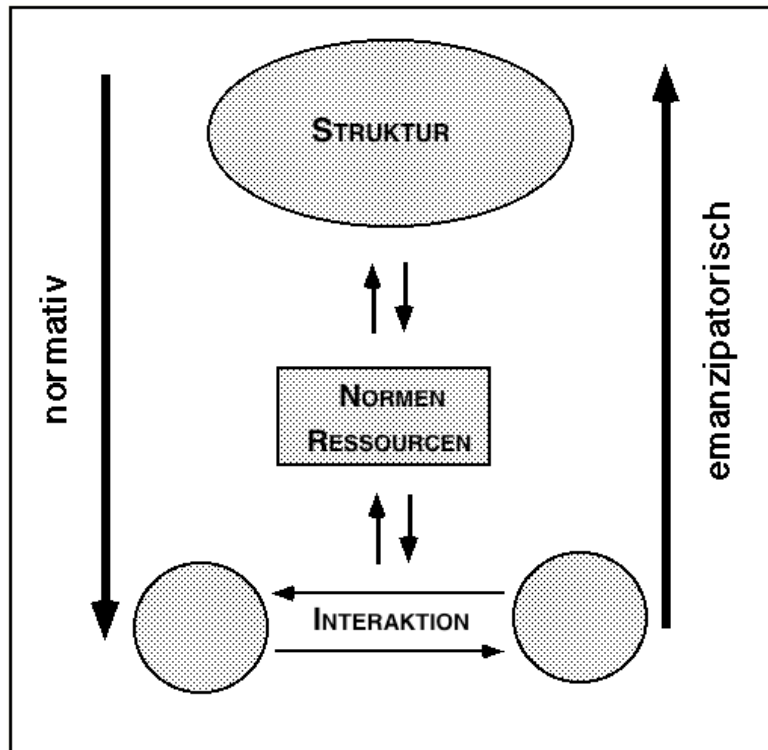 STRUKTUR
normativ
emanzipatorisch
NORMEN
RESSOURCEN
INTERAKTION